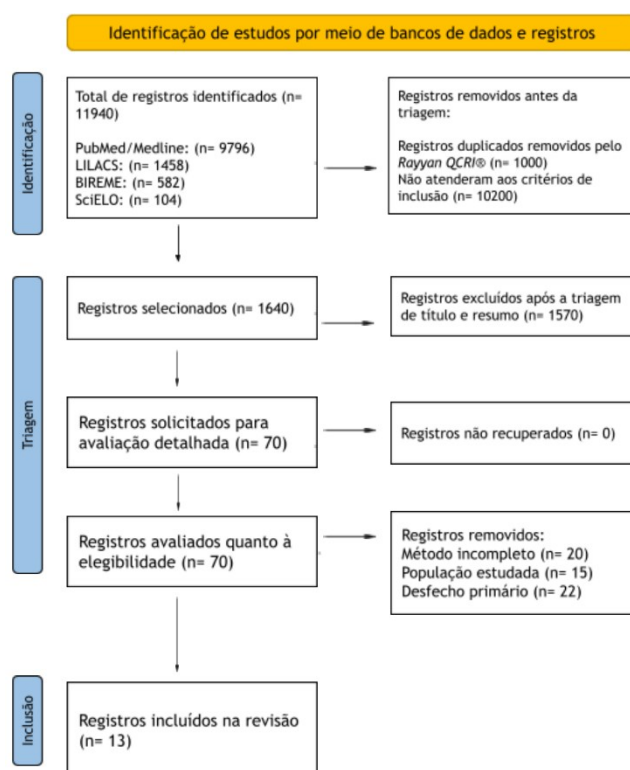 Identificação de estudos por meio de bancos de dados e registros
Identificação
Total de registros identificados (n=
11940)
PubMed/Medline: (n= 9796)
LILACS: (n= 1458)
BIREME: (n= 582)
SciELO: (n= 104)
Registros removidos antes da
triagem:
Registros duplicados removidos pelo
Rayyan QCRI® (n= 1000)
Não atenderam aos critérios de
inclusão (n= 10200)
Triagem
Registros selecionados (n= 1640)
Registros excluídos após a triagem
de título e resumo (n= 1570)
Registros solicitados para
avaliação detalhada (n= 70)
Registros não recuperados (n= 0)
Registros avaliados quanto à
elegibilidade (n= 70)
Registros removidos:
Método incompleto (n= 20)
População estudada (n= 15)
Desfecho primário (n= 22)
Inclusão
Registros incluídos na revisão
(n= 13)